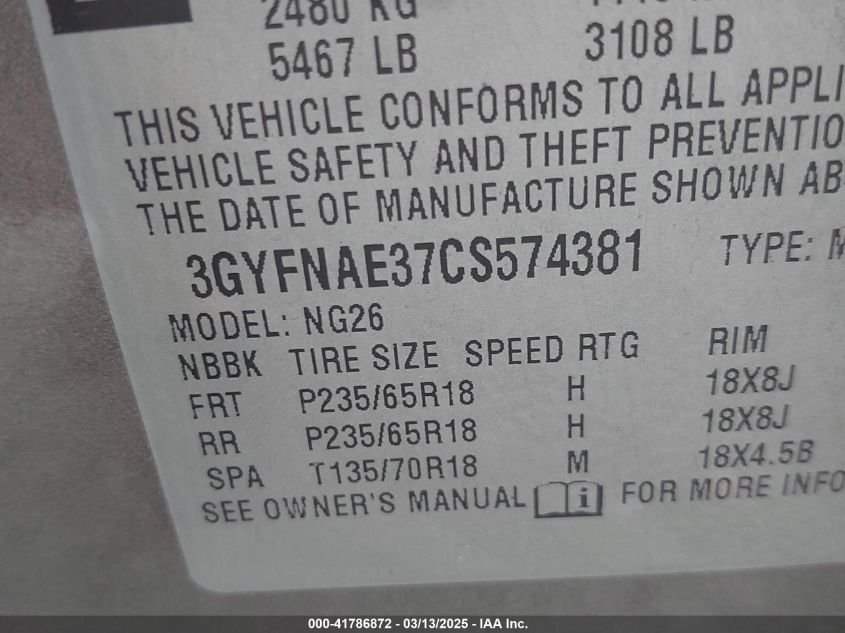 2480 KG
5467 LB 3108 LB
THIS VEHICLE CONFORMS TO ALL APPLI
VEHICLE SAFETY AND THEFT PREVENTIO
THE DATE OF MANUFACTURE SHOWN AB
3GYFNAE37CS574381 TYPE: M
MODEL: NG26
NBBK TIRE SIZE SPEED RTG RIM
FRT P235/65R18 H 18X8J
RR P235/65R18 H 18X8J
SPA T135/70R18 M 18X4.5B
SEE OWNER'S MANUAL i FOR MORE INFO
000-41786872 - 03/13/2025 - IAA Inc.